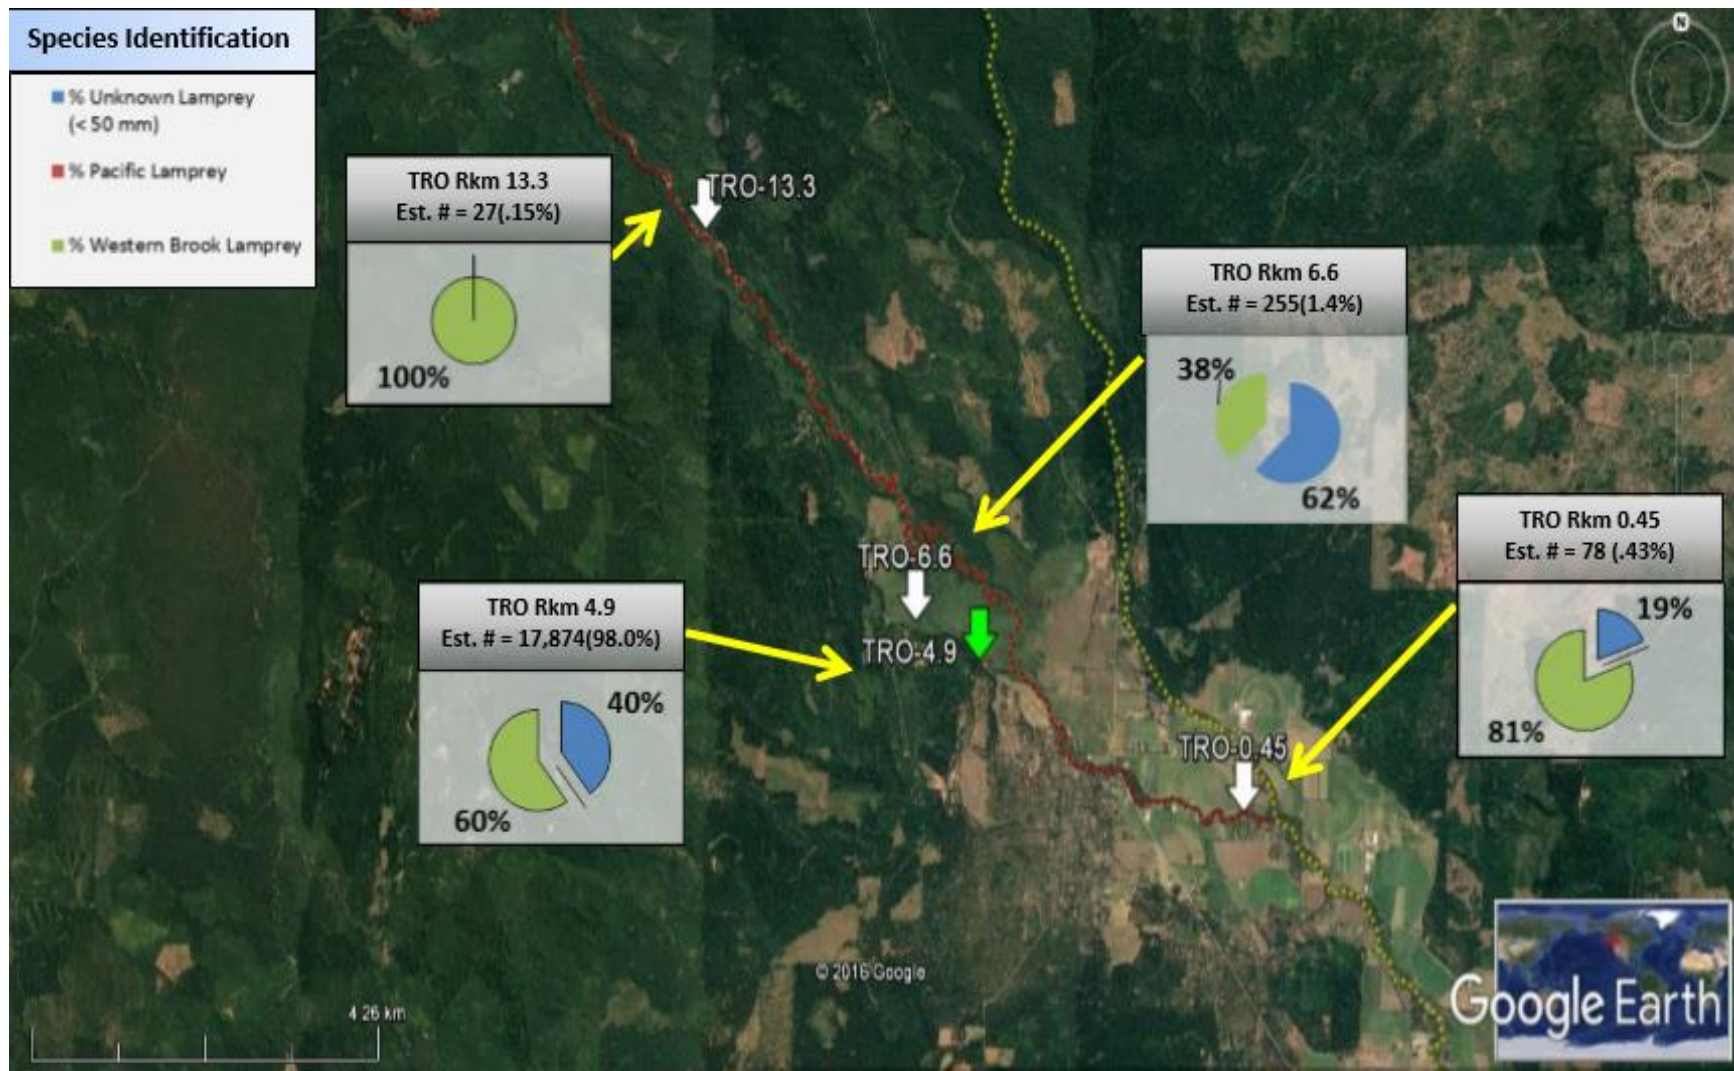 Species Identification
% Unknown Lamprey
(< 50 mm)
% Pacific Lamprey
% Western Brook Lamprey
TRO Rkm 13.3
Est. # = 27(.15%)
100%
TRO-13.3
N
TRO Rkm 6.6
Est. # = 255(1.4%)
38%
62%
TRO Rkm 0.45
Est. # = 78 (.43%)
19%
81%
TRO-6.6
TRO Rkm 4.9
Est. # = 17,874(98.0%)
40%
60%
TRO-4.9
TRO-0.45
© 2016 Google
4.26 km
Google Earth